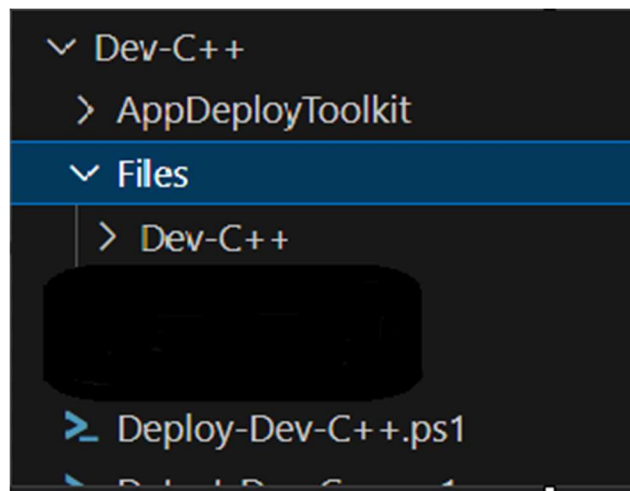 Dev-C++
AppDeployToolkit
Files
Dev-C++
Deploy-Dev-C++.ps1